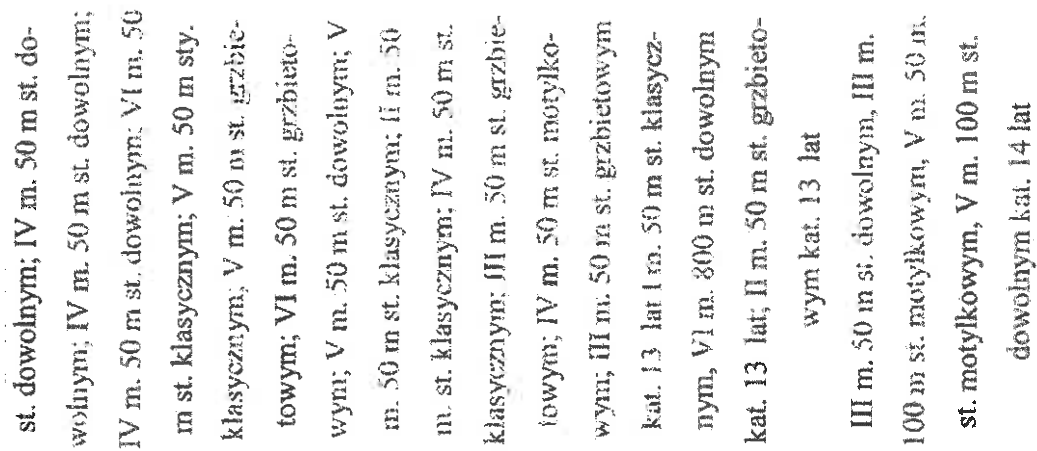 st. dowolnym; IV m. 50 m st. do-
wolnym; IV m. 50 m st. dowolnym;
IV m. 50 m st. dowolnym; VI m. 50
m st. klasycznym; V m. 50 m sty.
klasycznym; V m. 50 m st. grzbie-
towym; VI m. 50 m st. grzbieto-
wym; V m. 50 m st. dowolnym; V
m. 50 m st. klasycznym; II m. 50
m. st. klasycznym; IV m. 50 m st.
klasycznym; III m. 50 m st. grzbie-
towym; IV m. 50 m st. motylko-
wym; III m. 50 m st. grzbietowym
kat. 13 lat I m. 50 m st. klasycz-
nym, VI m. 800 m st. dowolnym
kat. 13 lat; II m. 50 m st. grzbieto-
wym kat. 13 lat
III m. 50 m st. dowolnym, III m.
100 m st. motylkowym, V m. 50 m.
st. motylkowym, V m. 100 m st.
dowolnym kat. 14 lat